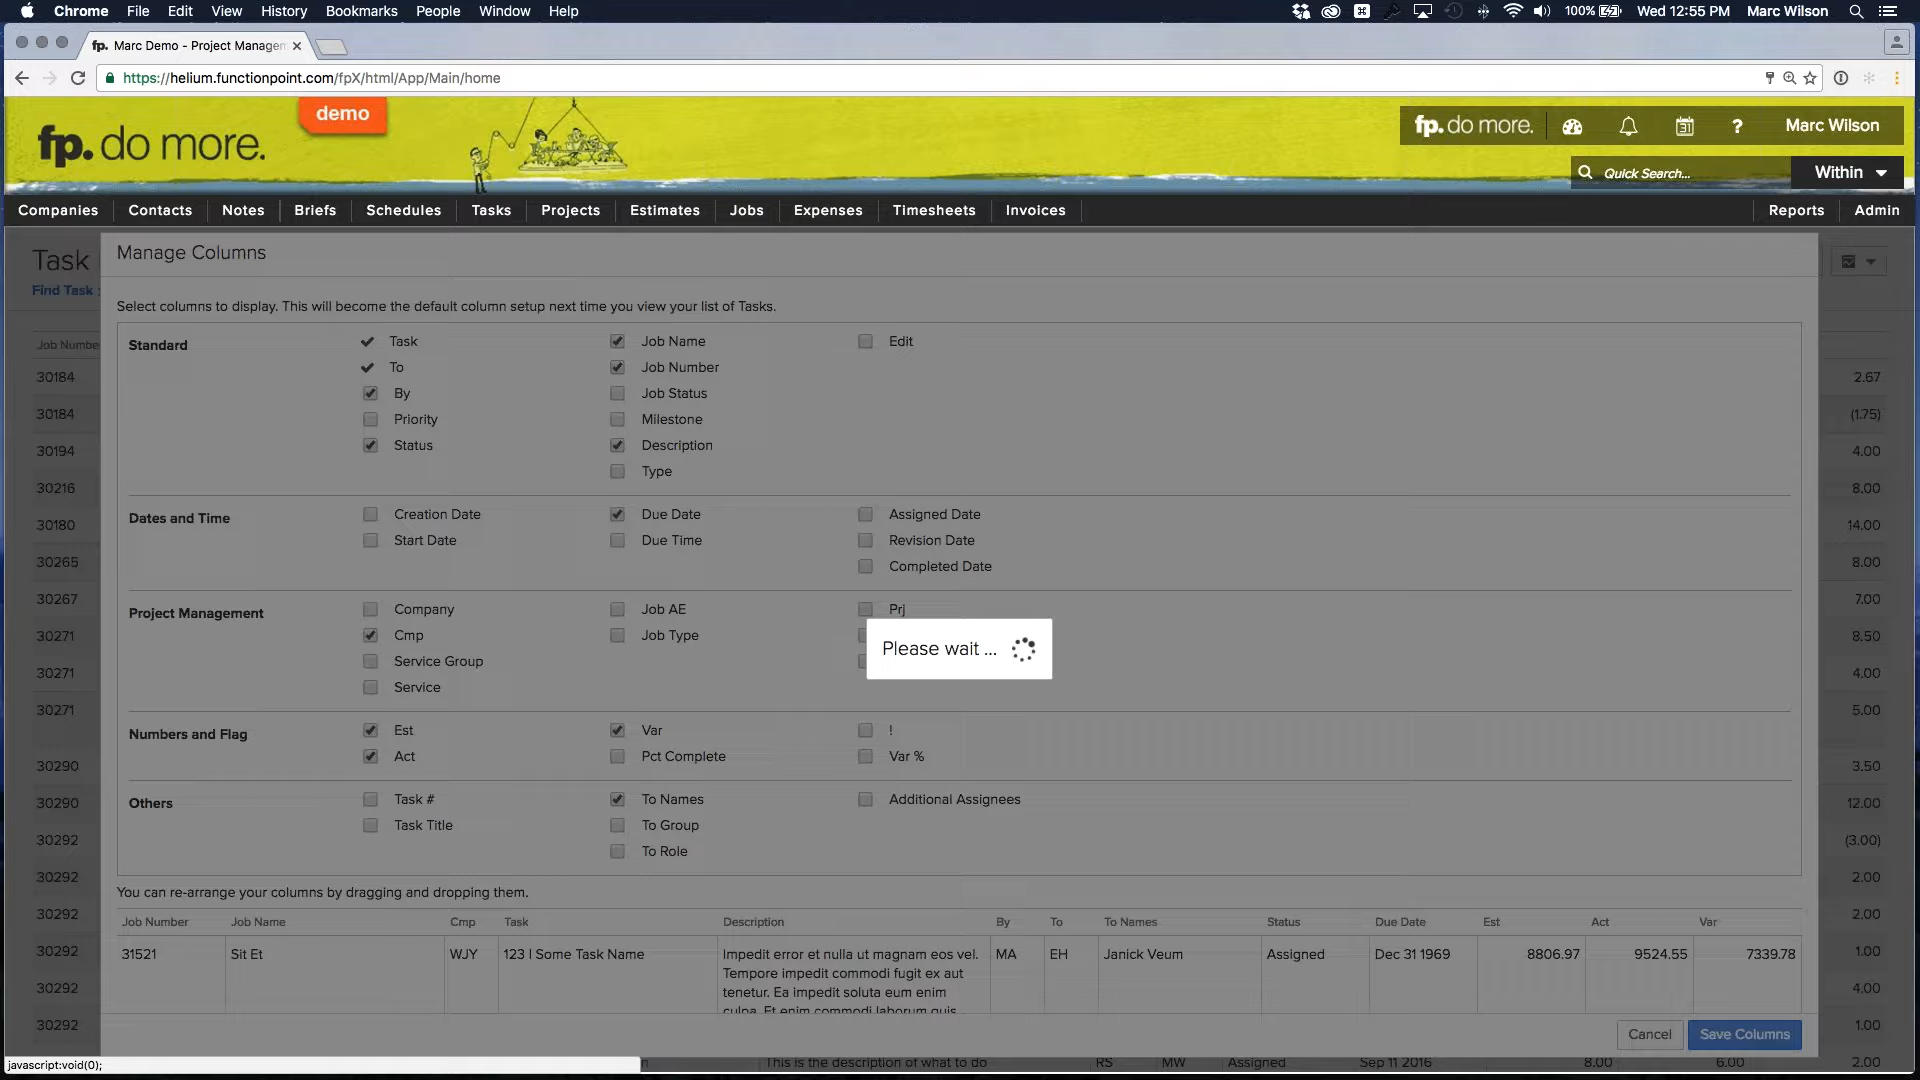 Chrome File Edit View History Bookmarks People Window Help 100% Wed 12:55 PM Marc Wilson
fp. Marc Demo - Project Managem
https://helium.functionpoint.com/fpX/html/App/Main/home
demo
fp. do more.
fp. do more. 31 ? Marc Wilson
Quick Search... Within
Companies Contacts Notes Briefs Schedules Tasks Projects Estimates Jobs Expenses Timesheets Invoices Reports Admin
Task
Find Task
Manage Columns
Select columns to display. This will become the default column setup next time you view your list of Tasks.
Standard
Task
To
By
Priority
Status
Job Name
Job Number
Job Status
Milestone
Description
Type
Edit
Dates and Time
Creation Date
Start Date
Due Date
Due Time
Assigned Date
Revision Date
Completed Date
Project Management
Company
Cmp
Service Group
Service
Job AE
Job Type
Prj
Please wait ...
Numbers and Flag
Est
Act
Var
Pct Complete
!
Var %
Others
Task #
Task Title
To Names
To Group
To Role
Additional Assignees
You can re-arrange your columns by dragging and dropping them.
Job Number Job Name Cmp Task Description By To To Names Status Due Date Est Act Var
31521 Sit Et WJY 123 | Some Task Name Impedit error et nulla ut magnam eos vel. MA EH Janick Veum Assigned Dec 31 1969 8806.97 9524.55 7339.78
Tempore impedit commodi fugit ex aut
tenetur. Ea impedit soluta eum enim
culpa. Et enim commodi laborum quis
Cancel Save Columns
Job Numbe
30184 2.67
30184 (1.75)
30194 4.00
30216 8.00
30180 14.00
30265 8.00
30267 7.00
30271 8.50
30271 4.00
30271 5.00
30290 3.50
30290 12.00
30292 (3.00)
30292 2.00
30292 2.00
30292 1.00
30292 4.00
30292 1.00
This is the description of what to do RS MW Assigned Sep 11 2016 8.00 6.00 2.00
javascript:void(0);